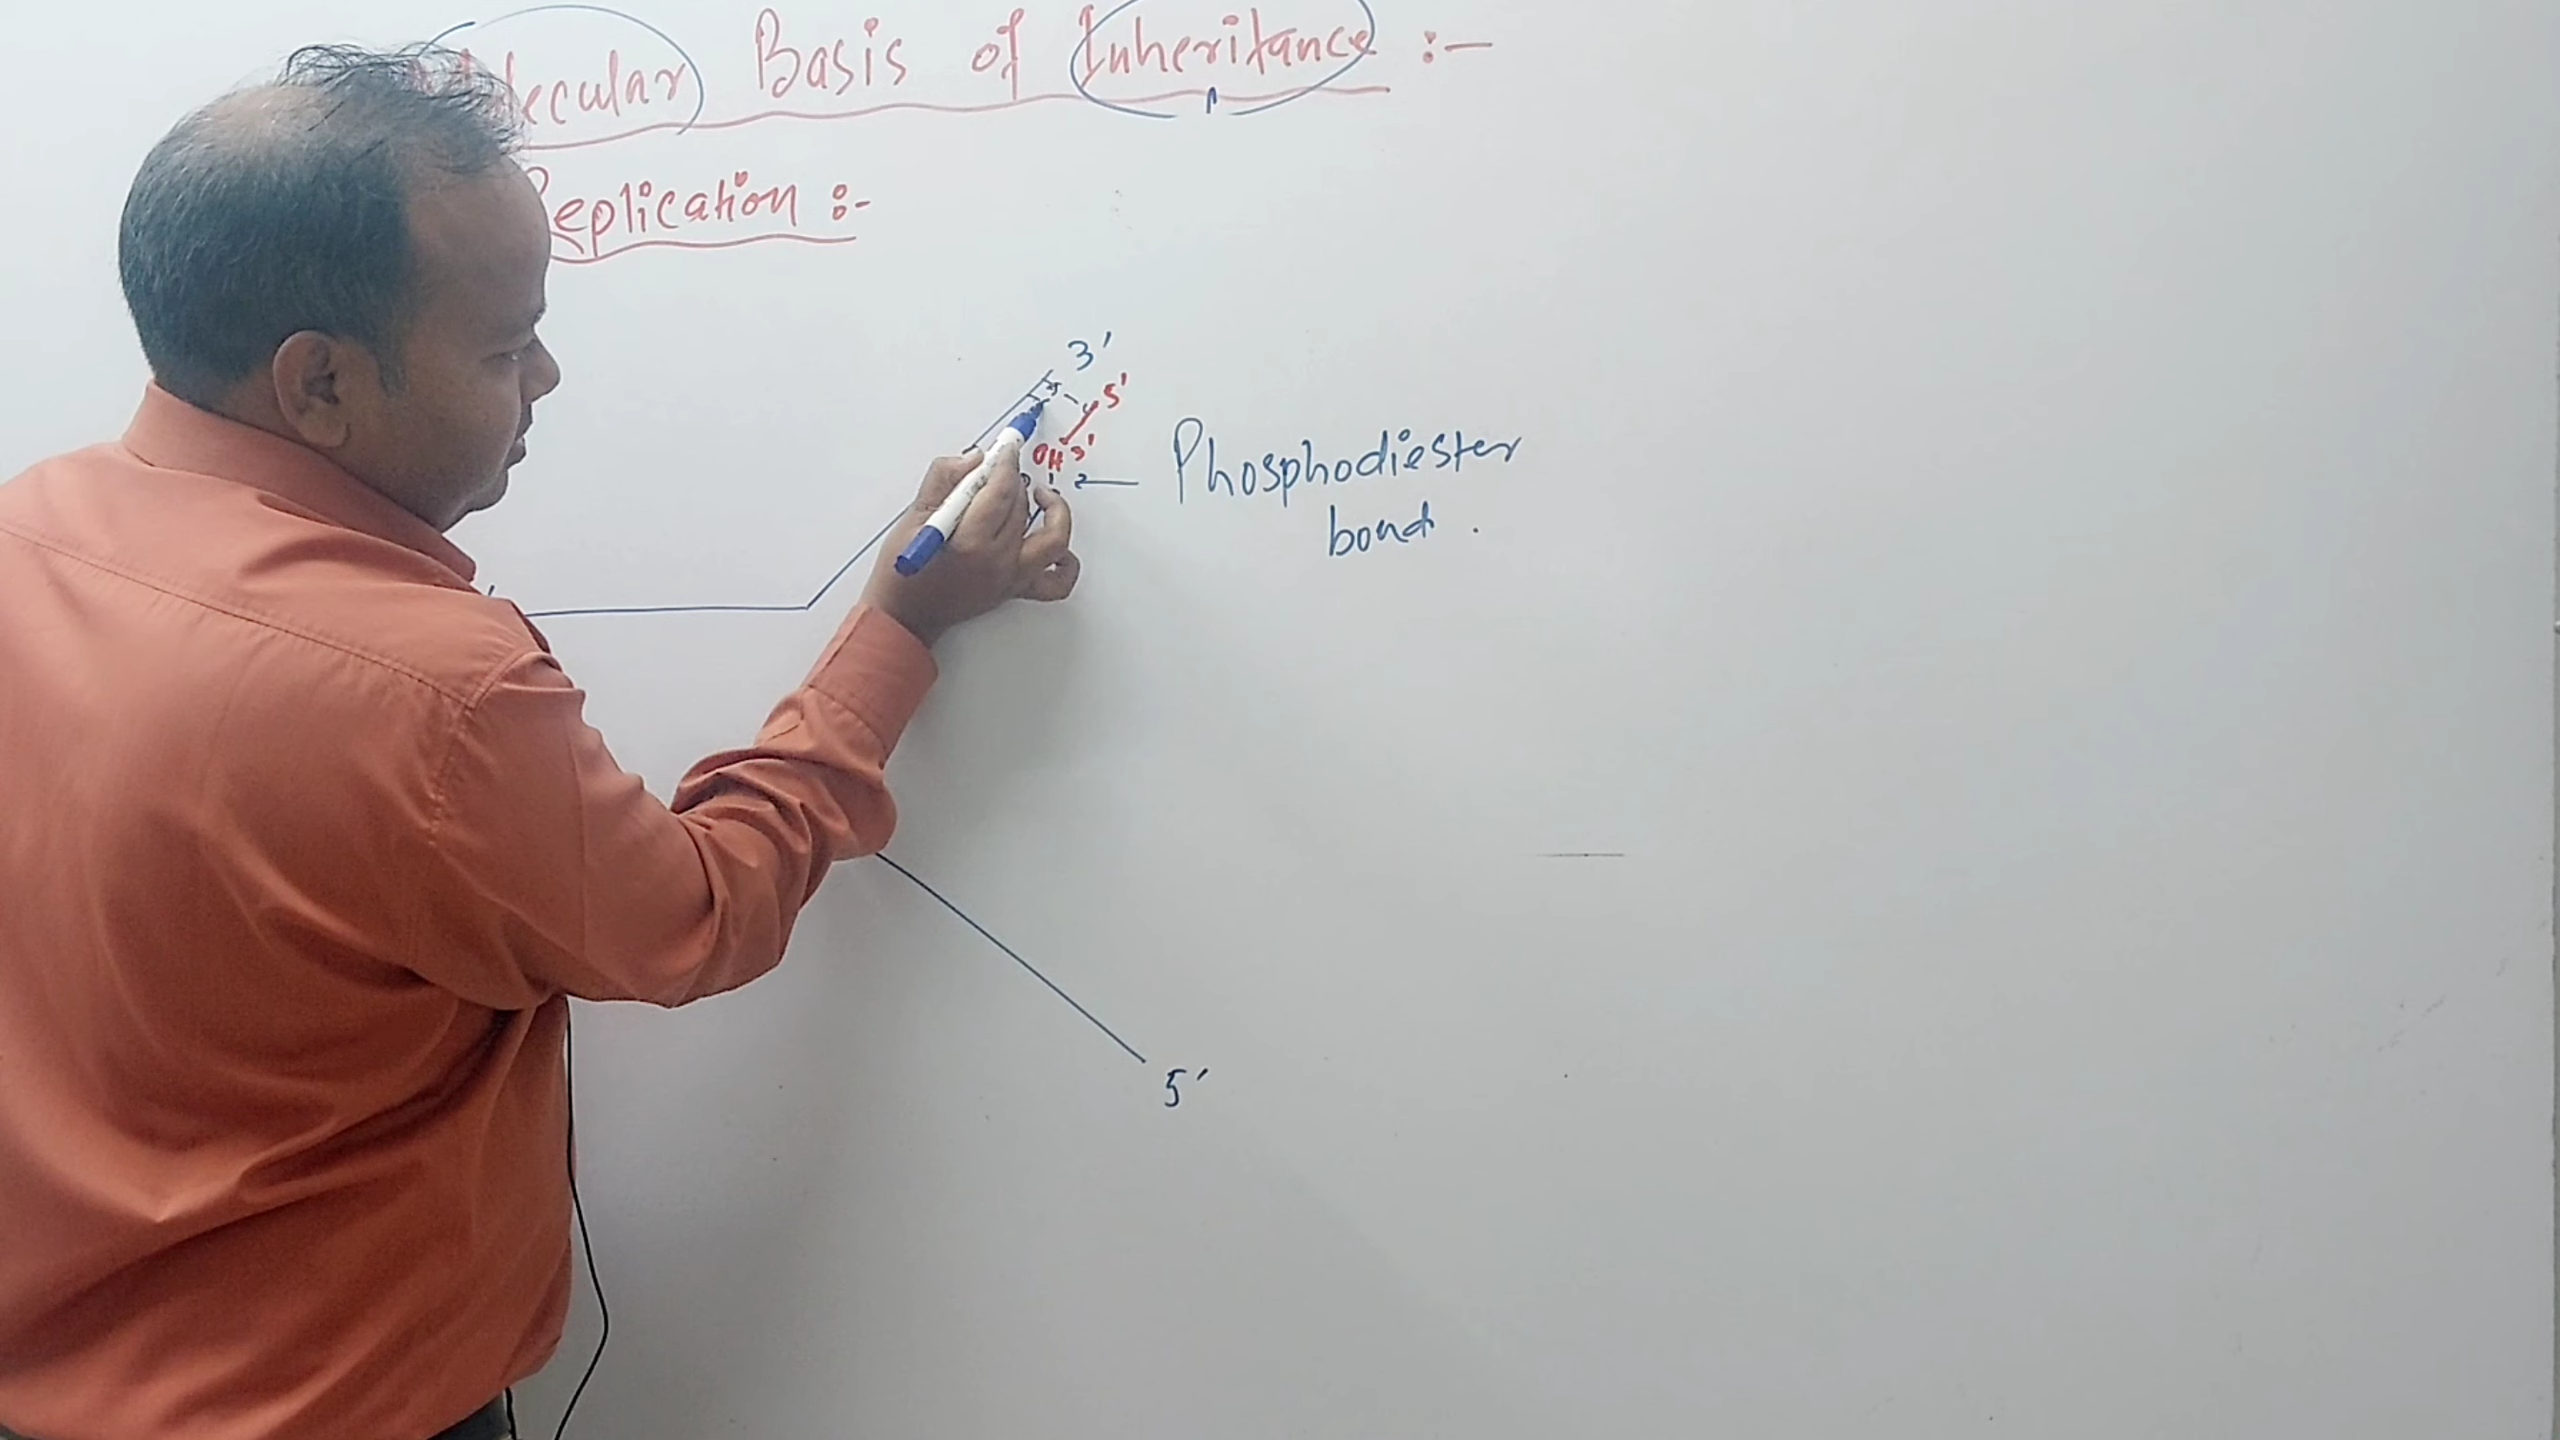 Molecular Basis of Inheritance :-
Replication :-
3'
5'
OH 3'
Phosphodiester
bond .
5'